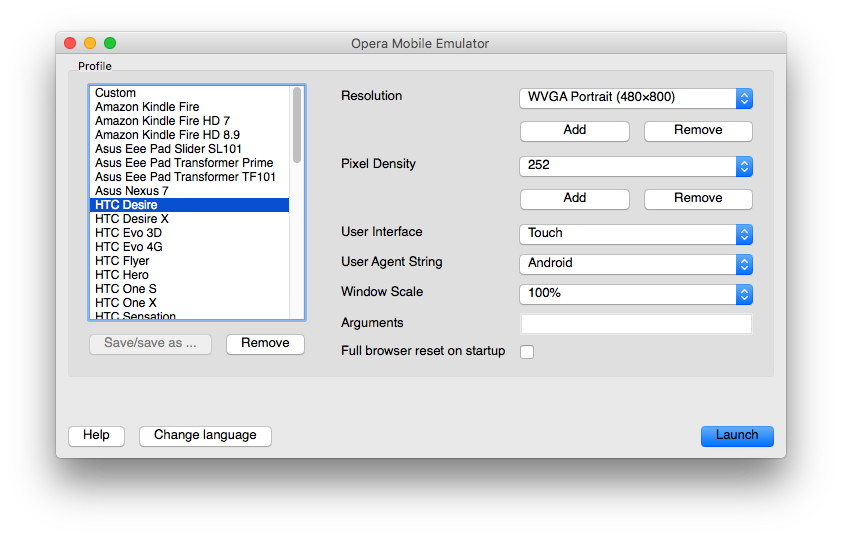 Opera Mobile Emulator
Profile
Custom
Amazon Kindle Fire
Amazon Kindle Fire HD 7
Amazon Kindle Fire HD 8.9
Asus Eee Pad Slider SL101
Asus Eee Pad Transformer Prime
Asus Eee Pad Transformer TF101
Asus Nexus 7
HTC Desire
HTC Desire X
HTC Evo 3D
HTC Evo 4G
HTC Flyer
HTC Hero
HTC One S
HTC One X
HTC Sensation
Save/save as ...
Remove
Resolution
WVGA Portrait (480×800)
Add
Remove
Pixel Density
252
Add
Remove
User Interface
Touch
User Agent String
Android
Window Scale
100%
Arguments
Full browser reset on startup
Help
Change language
Launch